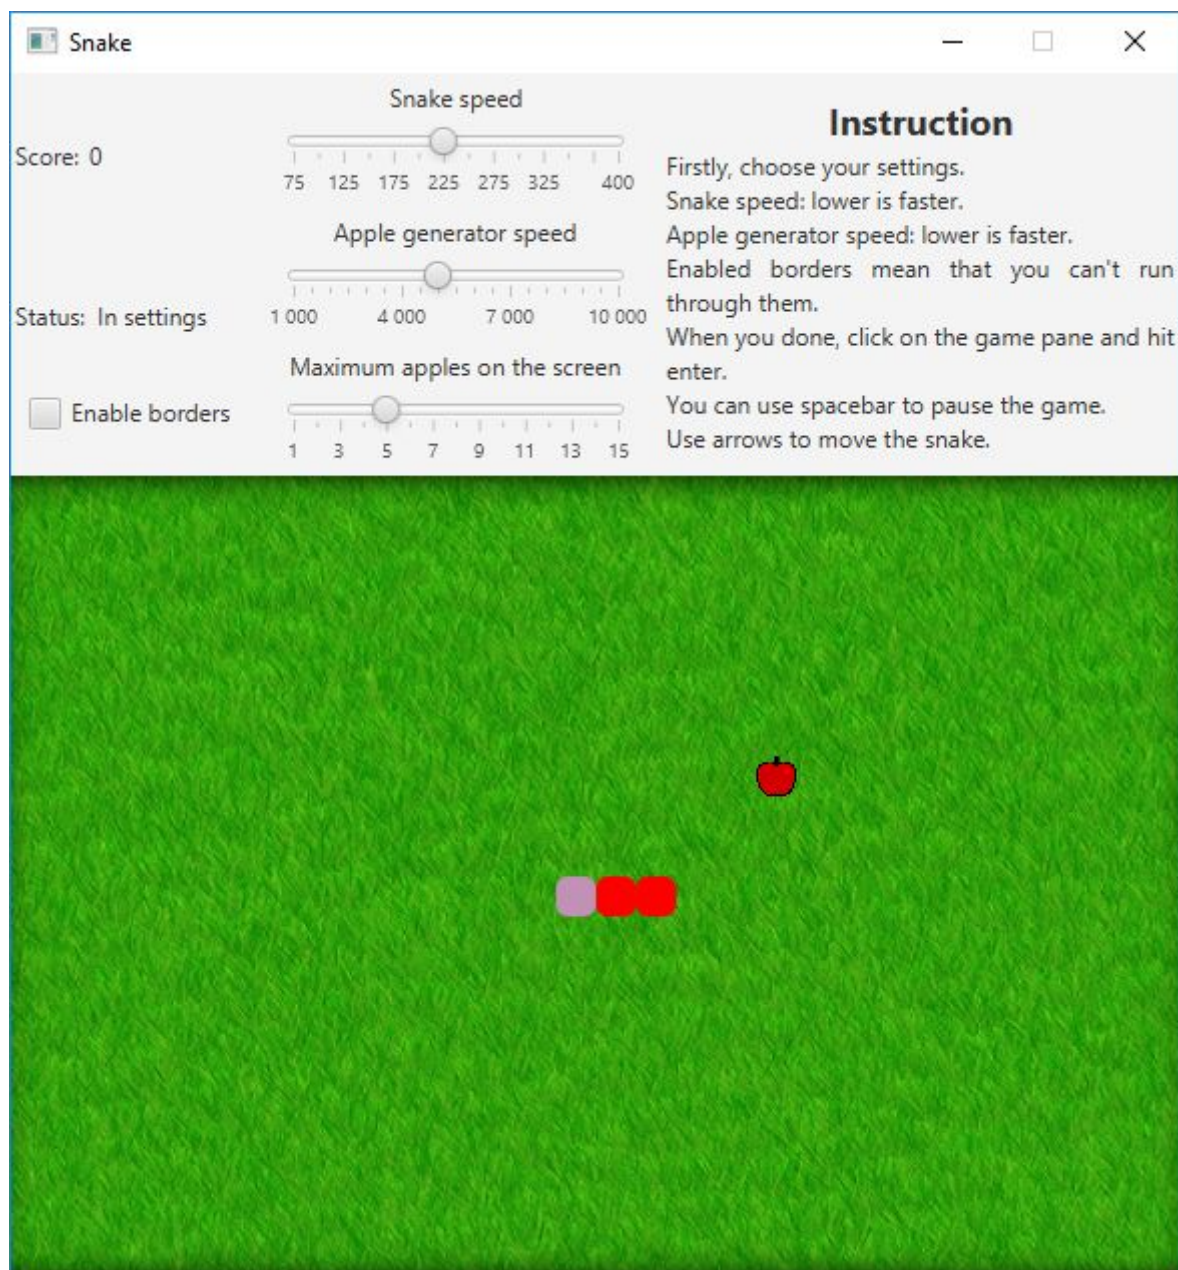 Snake
Score: 0
Status: In settings
Enable borders
Snake speed
75 125 175 225 275 325 400
Apple generator speed
1 000 4 000 7 000 10 000
Maximum apples on the screen
1 3 5 7 9 11 13 15
Instruction
Firstly, choose your settings.
Snake speed: lower is faster.
Apple generator speed: lower is faster.
Enabled borders mean that you can't run
through them.
When you done, click on the game pane and hit
enter.
You can use spacebar to pause the game.
Use arrows to move the snake.